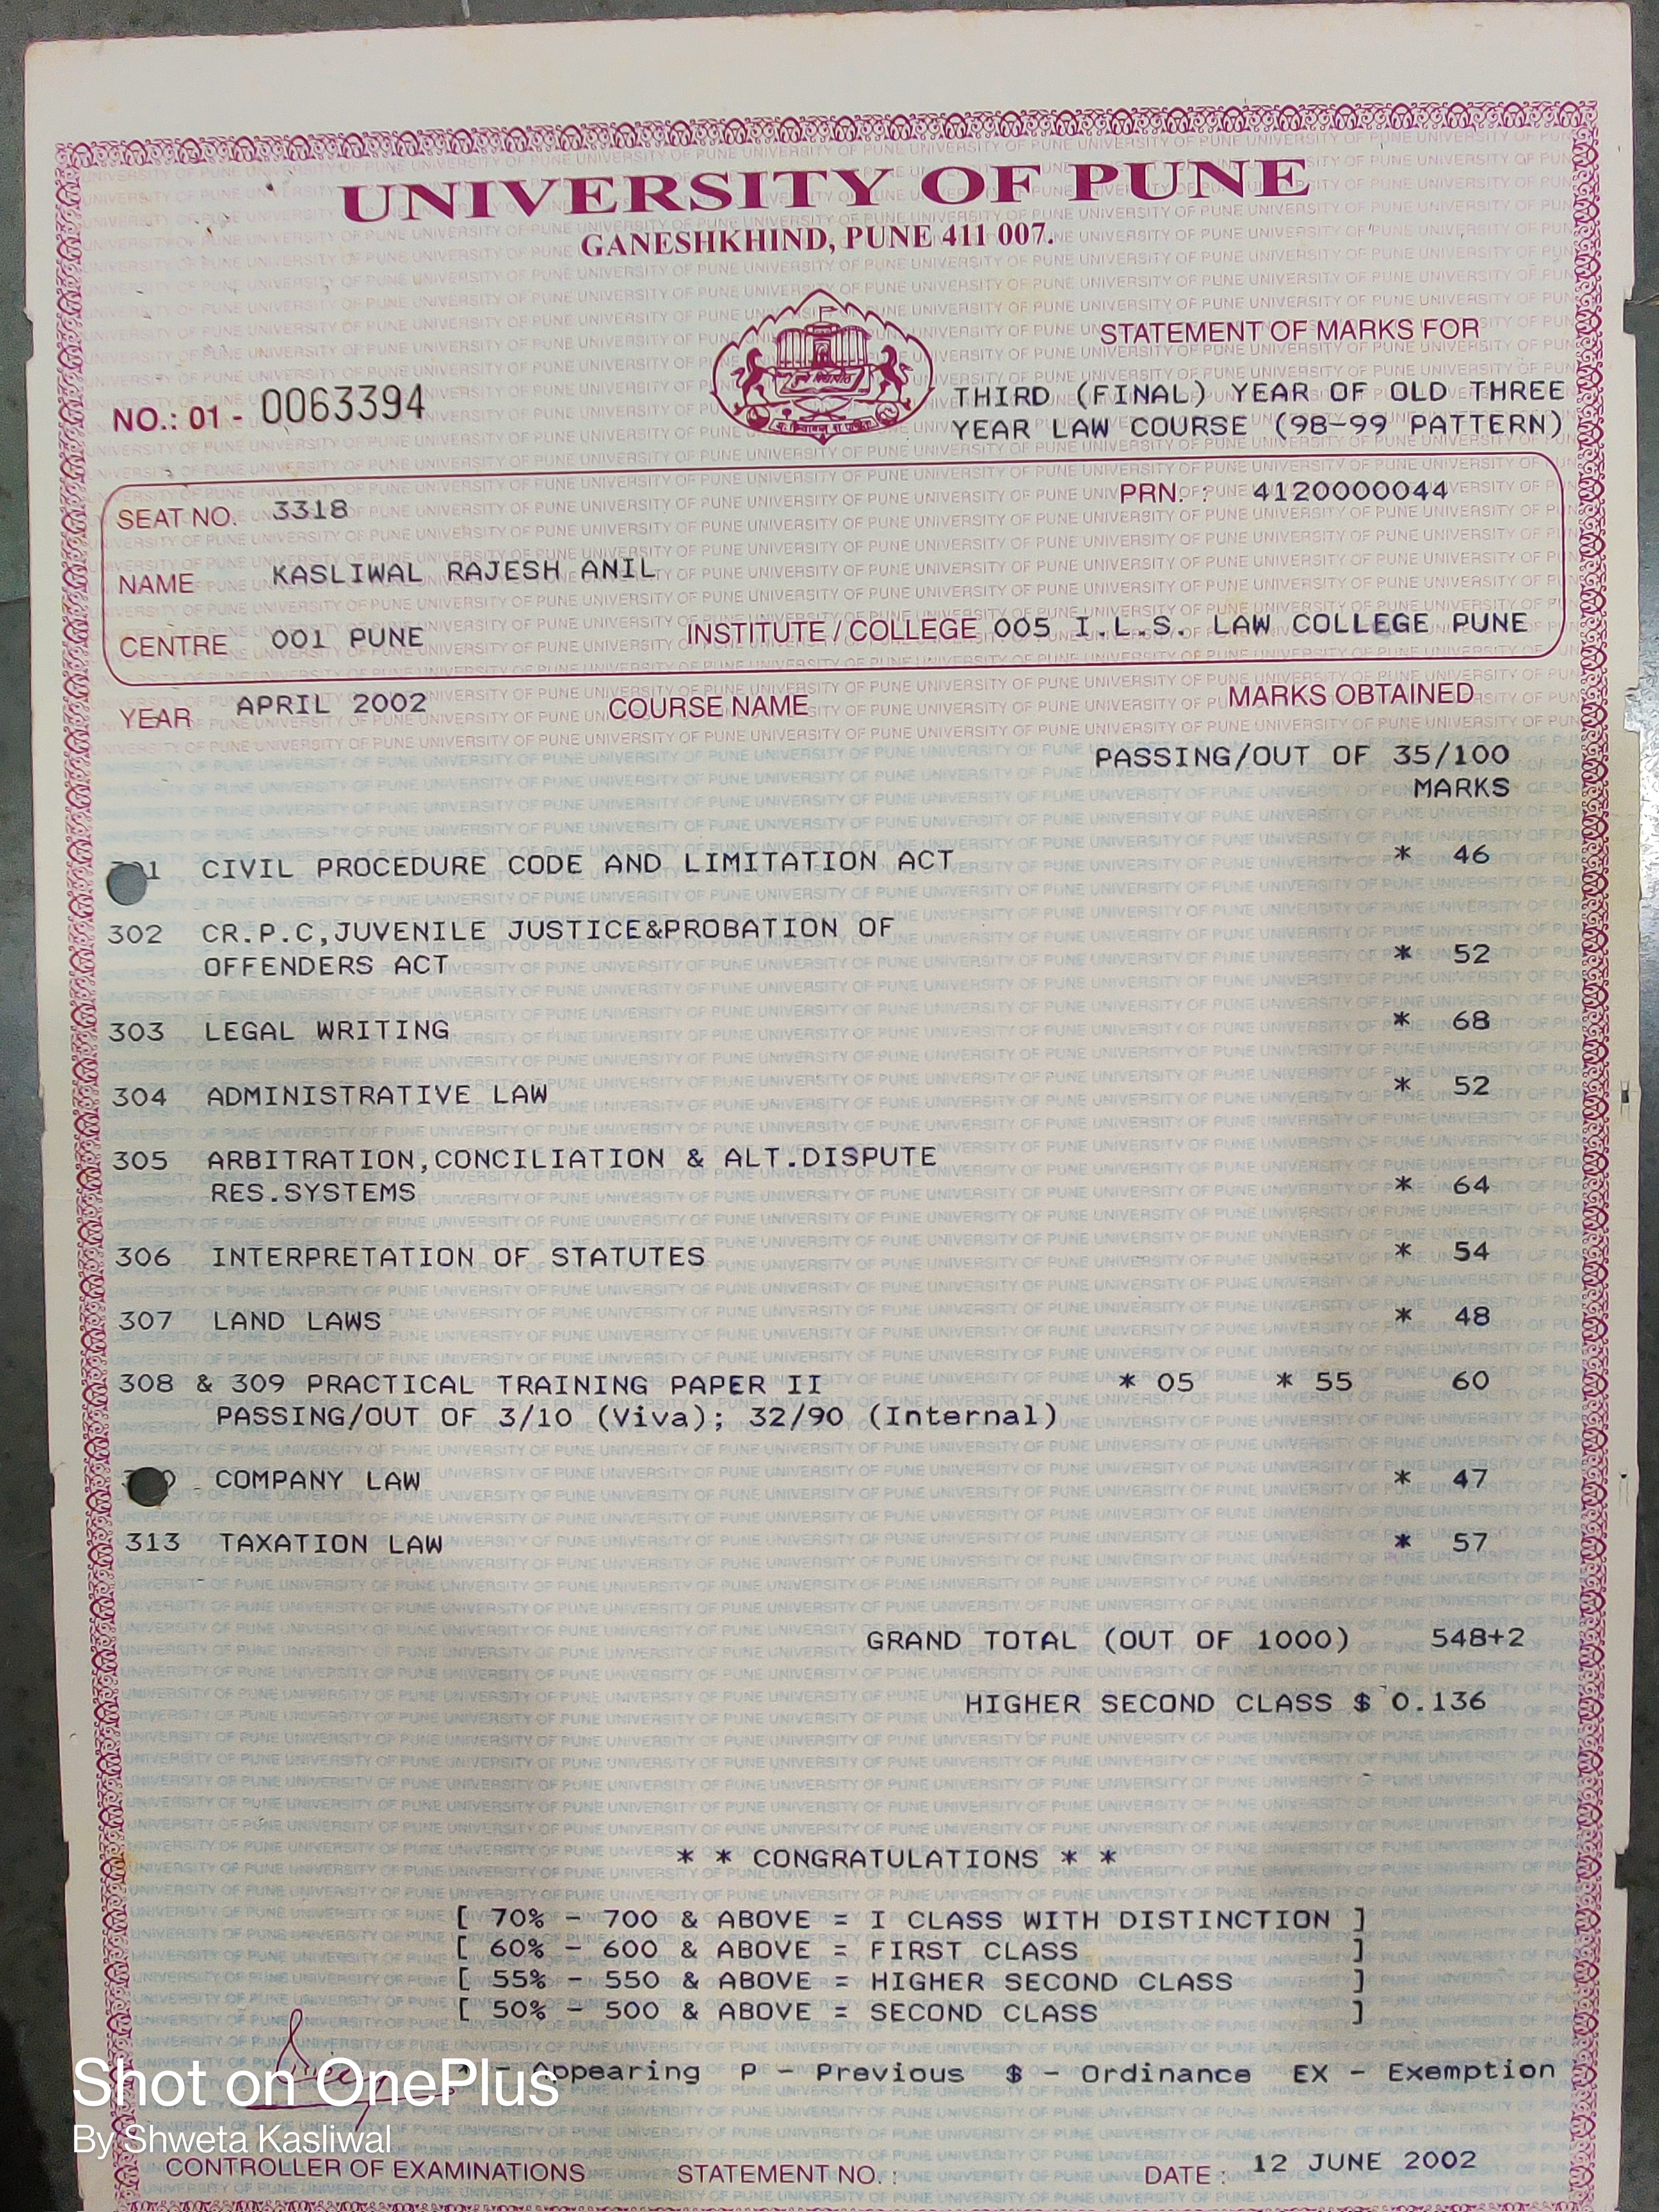 UNIVERSITY OF PUNE
GANESHKHIND, PUNE 411 007.
STATEMENT OF MARKS FOR
NO.: 01 - 0063394
THIRD (FINAL) YEAR OF OLD THREE
YEAR LAW COURSE (98-99 PATTERN)
SEAT NO. 3318 PRN. : 4120000044
NAME KASLIWAL RAJESH ANIL
CENTRE 001 PUNE INSTITUTE / COLLEGE 005 I.L.S. LAW COLLEGE PUNE
YEAR APRIL 2002 COURSE NAME MARKS OBTAINED
PASSING/OUT OF 35/100
MARKS
CIVIL PROCEDURE CODE AND LIMITATION ACT * 46
302 CR.P.C,JUVENILE JUSTICE&PROBATION OF
OFFENDERS ACT * 52
303 LEGAL WRITING * 68
304 ADMINISTRATIVE LAW * 52
305 ARBITRATION,CONCILIATION & ALT.DISPUTE
RES.SYSTEMS * 64
306 INTERPRETATION OF STATUTES * 54
307 LAND LAWS * 48
308 & 309 PRACTICAL TRAINING PAPER II * 05 * 55 60
PASSING/OUT OF 3/10 (Viva); 32/90 (Internal)
COMPANY LAW * 47
313 TAXATION LAW * 57
GRAND TOTAL (OUT OF 1000) 548+2
HIGHER SECOND CLASS $ 0.136
* * CONGRATULATIONS * *
[ 70% - 700 & ABOVE = I CLASS WITH DISTINCTION ]
[ 60% - 600 & ABOVE = FIRST CLASS ]
[ 55% - 550 & ABOVE = HIGHER SECOND CLASS ]
[ 50% - 500 & ABOVE = SECOND CLASS ]
- Appearing P - Previous $ - Ordinance EX - Exemption
Shot on OnePlus
By Shweta Kasliwal
CONTROLLER OF EXAMINATIONS STATEMENT NO. : DATE : 12 JUNE 2002